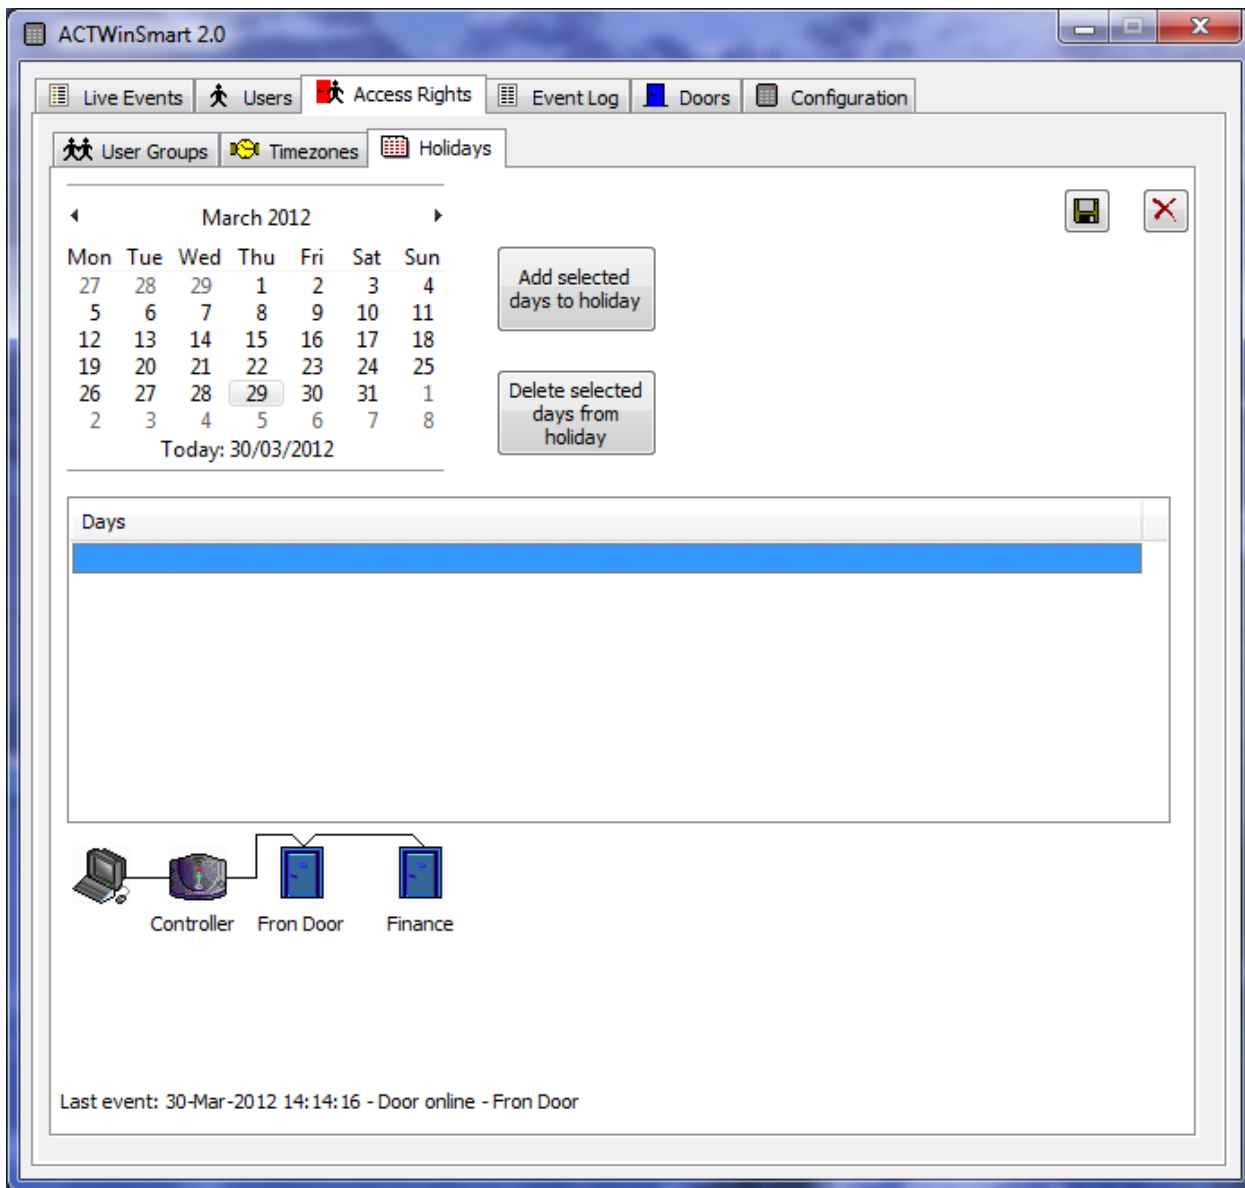 ACTWinSmart 2.0
Live Events Users Access Rights Event Log Doors Configuration
User Groups Timezones Holidays
March 2012
Mon Tue Wed Thu Fri Sat Sun
27 28 29 1 2 3 4
5 6 7 8 9 10 11
12 13 14 15 16 17 18
19 20 21 22 23 24 25
26 27 28 29 30 31 1
2 3 4 5 6 7 8
Today: 30/03/2012
Add selected
days to holiday
Delete selected
days from
holiday
Days
Controller Fron Door Finance
Last event: 30-Mar-2012 14:14:16 - Door online - Fron Door